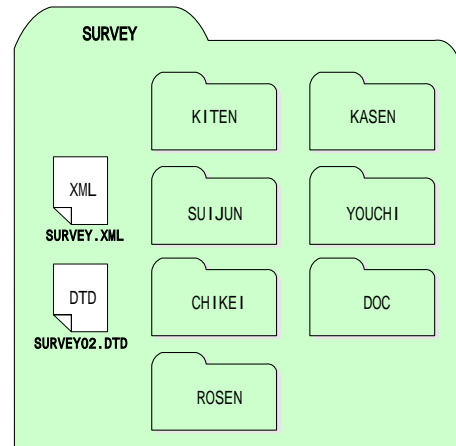 SURVEY
KITEN
KASEN
XML
SURVEY.XML
SUIJUN
YOUCHI
DTD
SURVEY02.DTD
CHIKEI
DOC
ROSEN